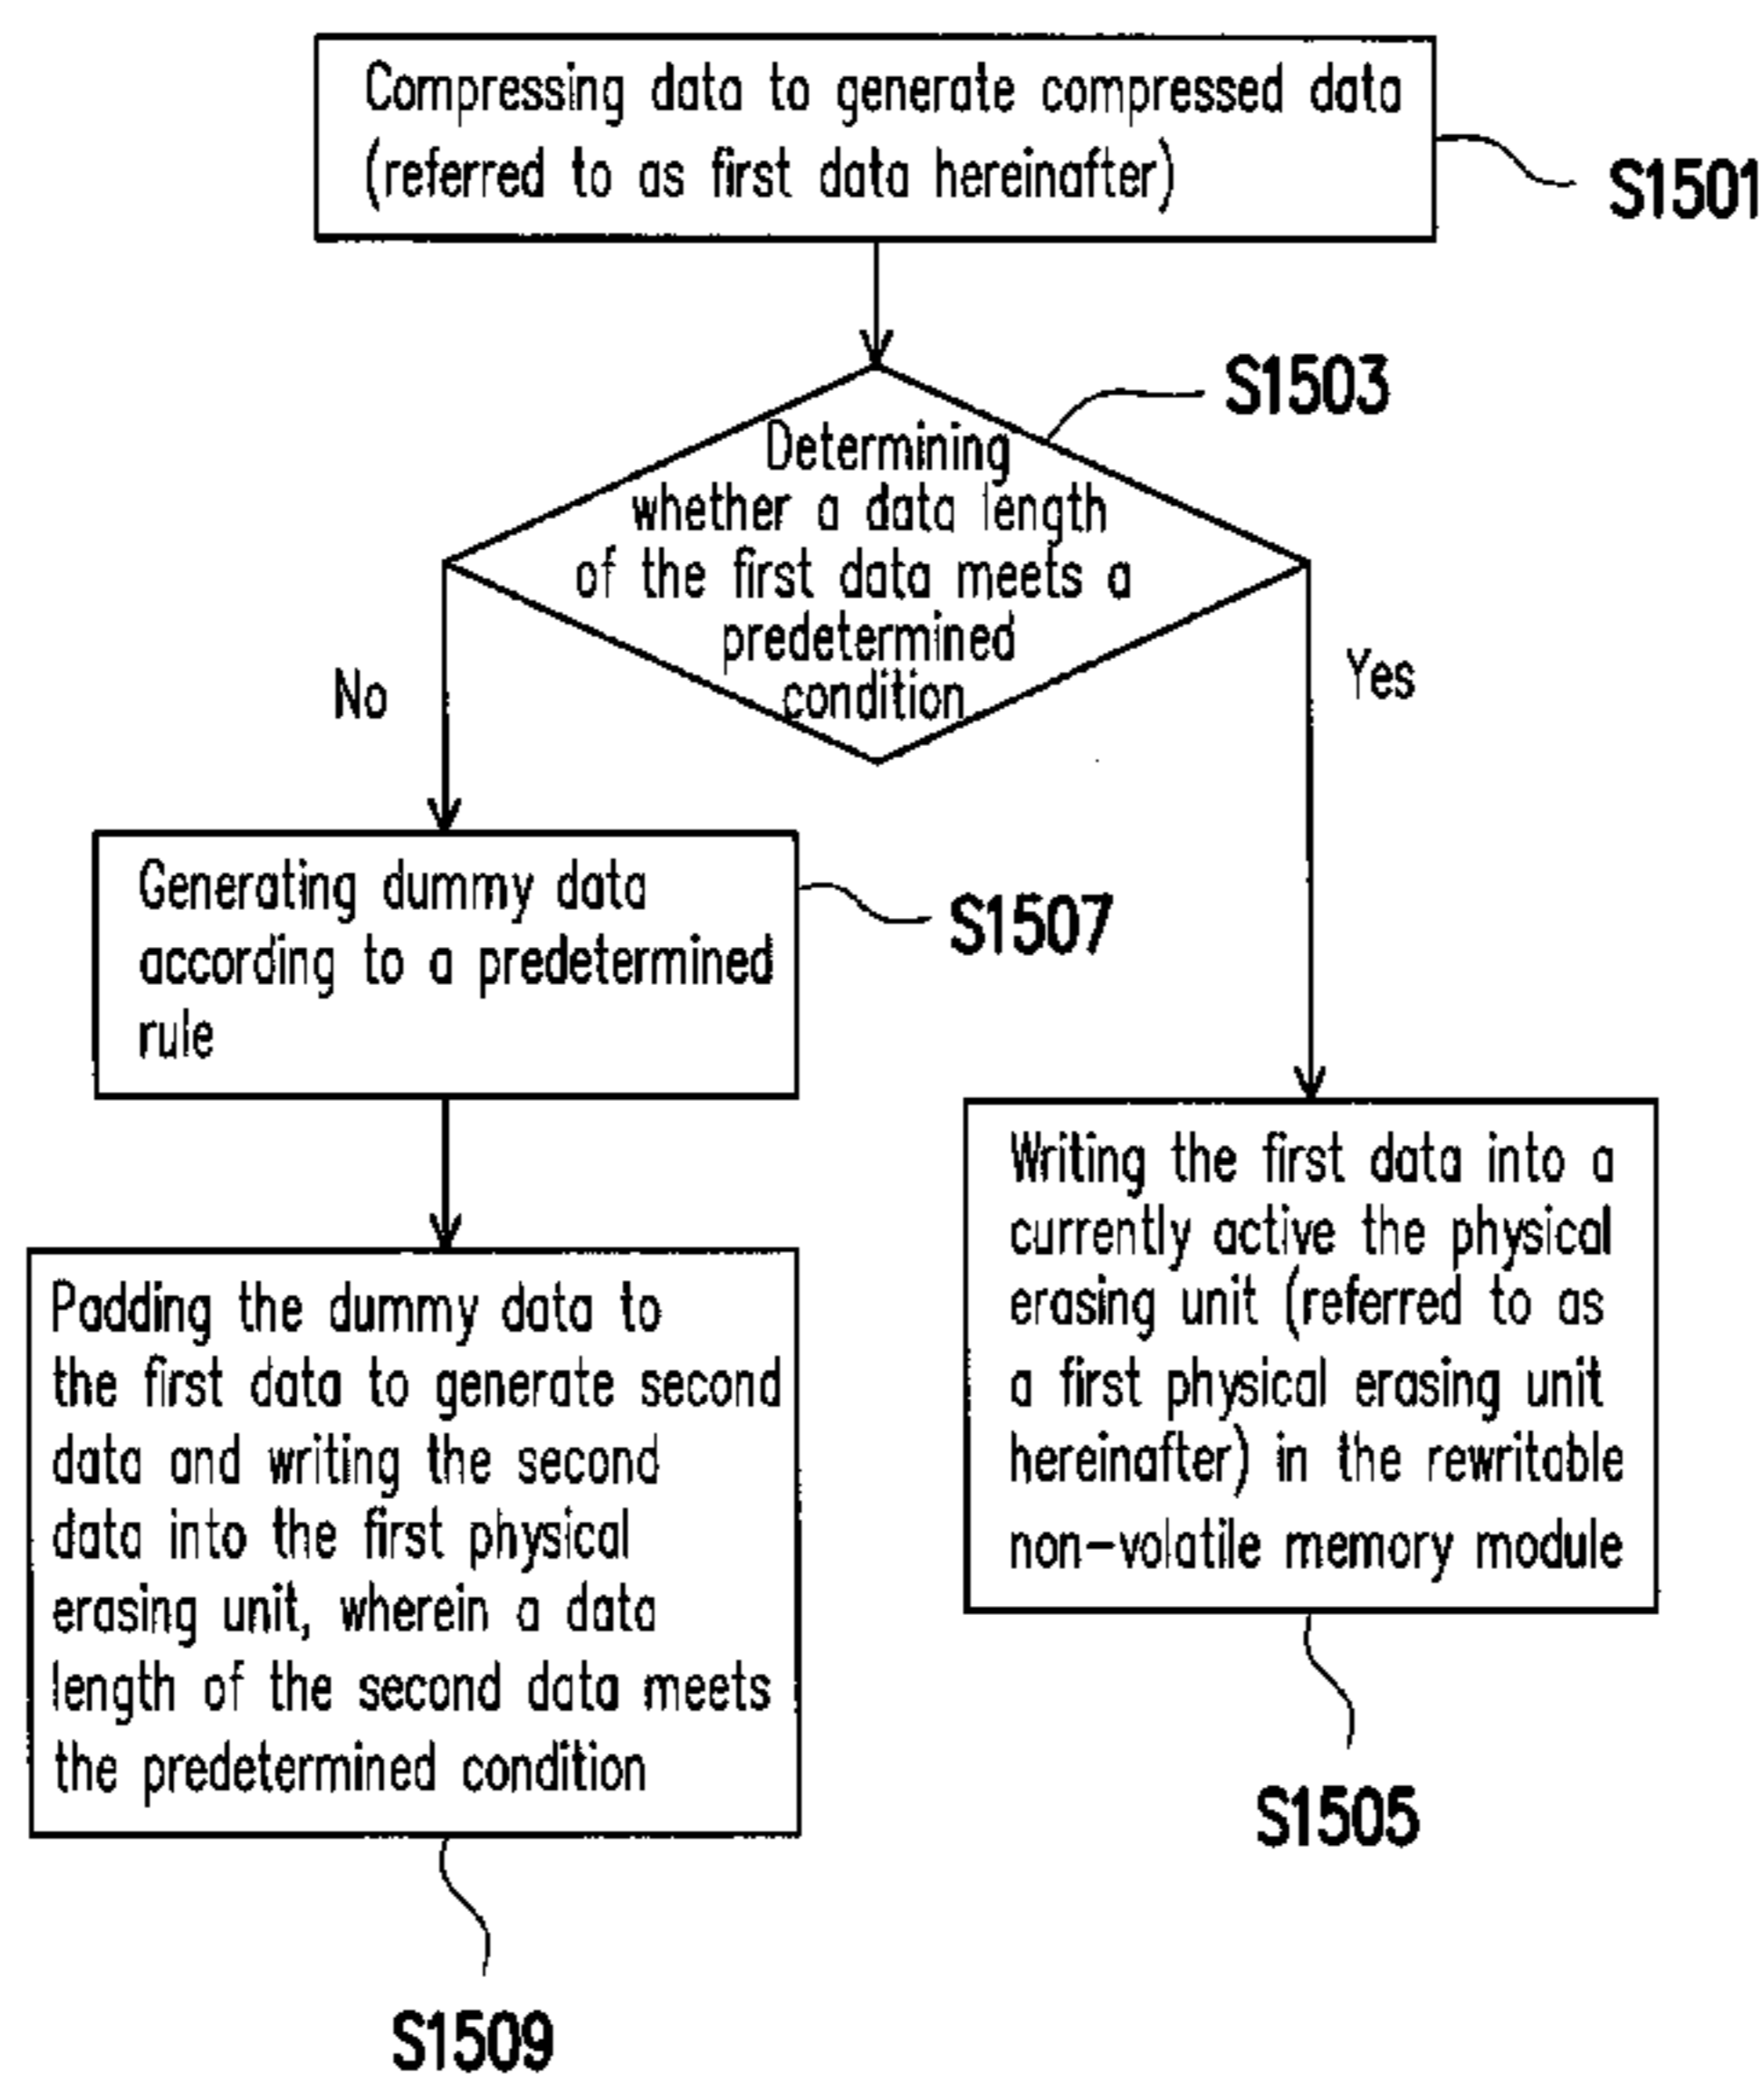 Compressing data to generate compressed data
(referred to as first data hereinafter)
S1501
S1503
Determining
whether a data length
of the first data meets a
predetermined
condition
No
Yes
Generating dummy data
according to a predetermined
rule
S1507
Padding the dummy data to
the first data to generate second
data and writing the second
data into the first physical
erasing unit, wherein a data
length of the second data meets
the predetermined condition
S1509
Writing the first data into a
currently active the physical
erasing unit (referred to as
a first physical erasing unit
hereinafter) in the rewritable
non-volatile memory module
S1505